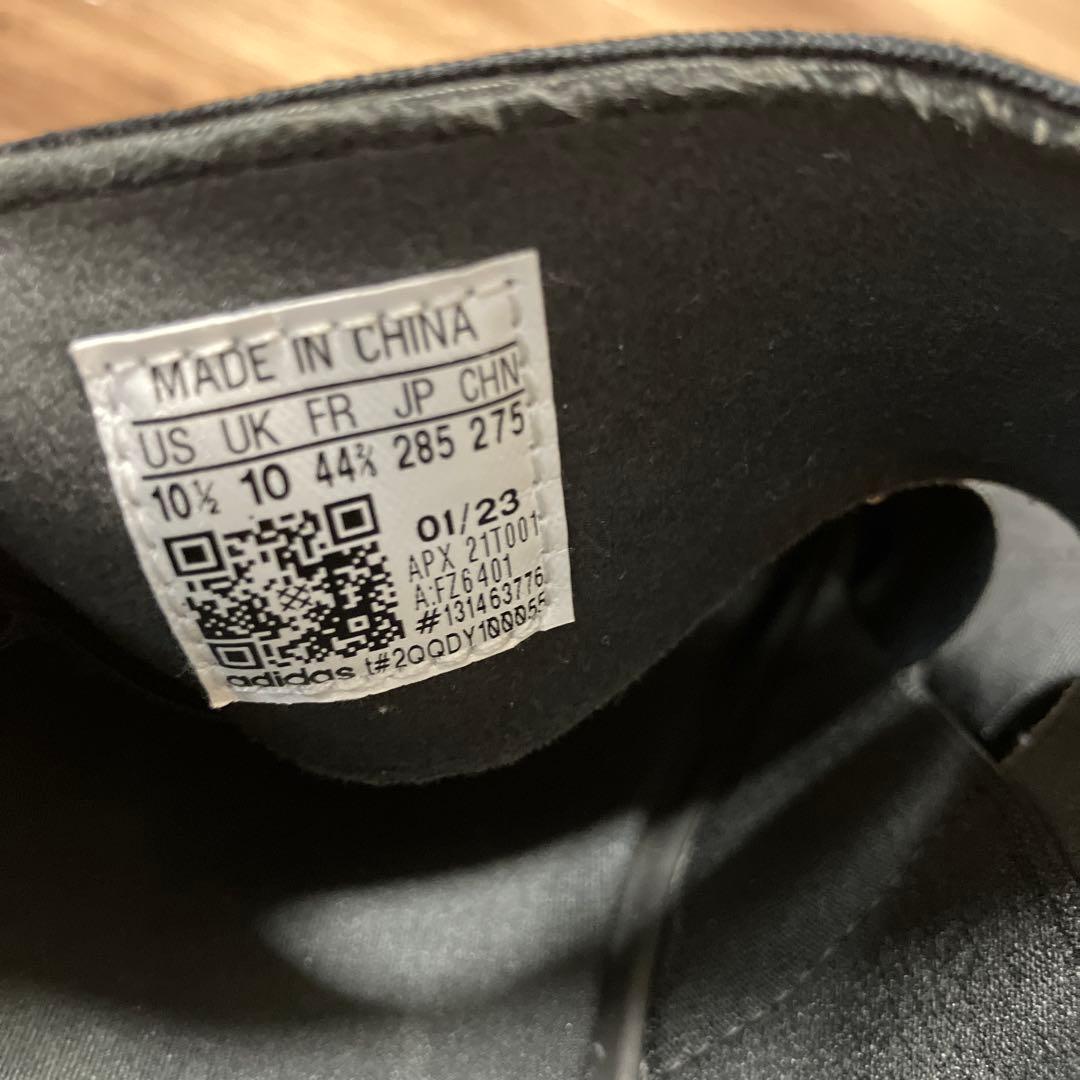 MADE IN CHINA
US UK FR JP CHN
10½ 10 44⅔ 285 275
01/23
APX 21T001
A:FZ6401
#131463776
adidas t#2QQDY100055